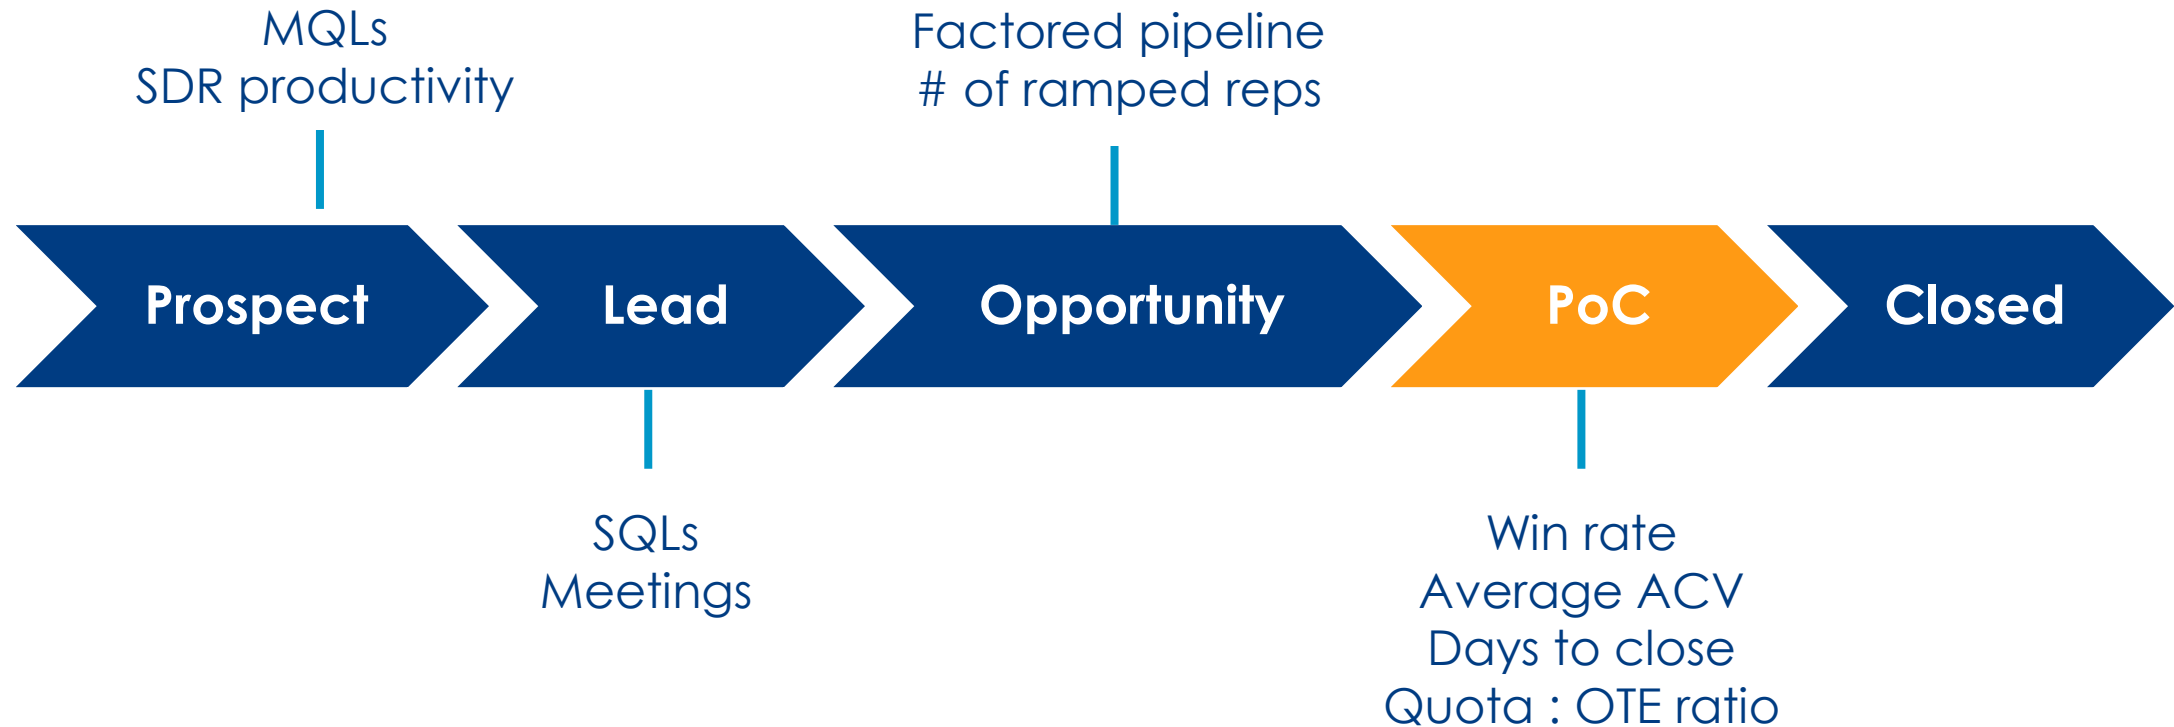 MQLs
SDR productivity
Factored pipeline
# of ramped reps
Prospect
Lead
Opportunity
PoC
Closed
SQLs
Meetings
Win rate
Average ACV
Days to close
Quota : OTE ratio